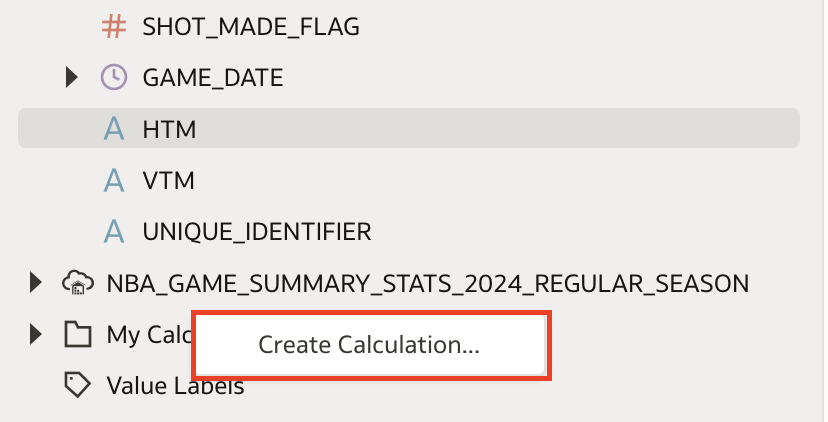 SHOT_MADE_FLAG
GAME_DATE
HTM
VTM
UNIQUE_IDENTIFIER
NBA_GAME_SUMMARY_STATS_2024_REGULAR_SEASON
My Calc
Create Calculation...
Value Labels